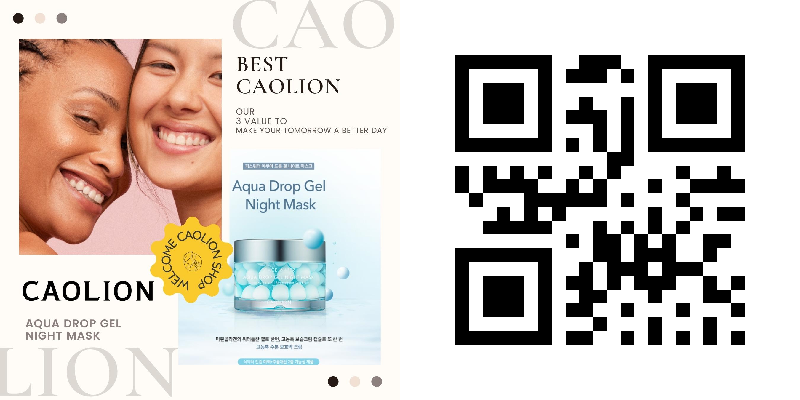 CAO
BEST
CAOLION
OUR
3 VALUE TO
MAKE YOUR TOMORROW A BETTER DAY
Aqua Drop Gel
Night Mask
WELCOME CAOLION SHOP
CAOLION
AQUA DROP GEL
NIGHT MASK
LION